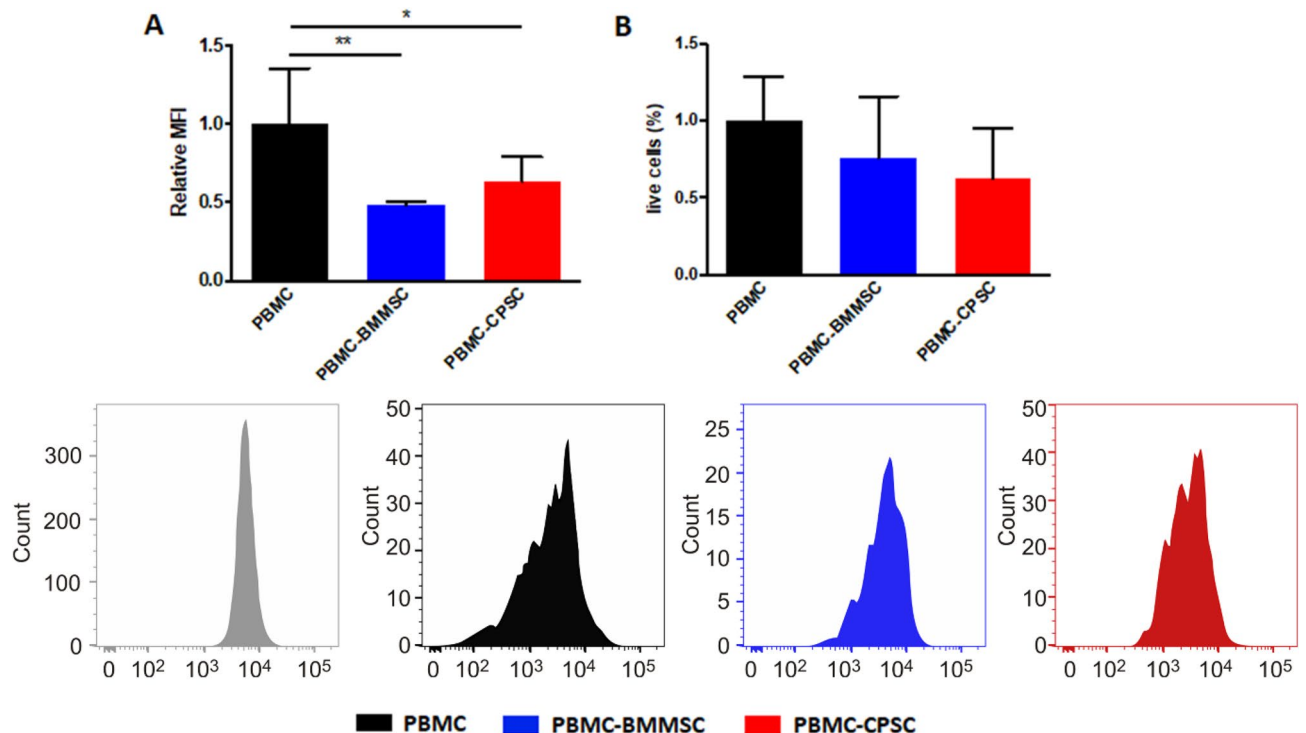 A
*
**
Relative MFI
1.5
1.0
0.5
0.0
PBMC
PBMC-BMMSC
PBMC-CPSC
B
live cells (%)
1.5
1.0
0.5
0.0
PBMC
PBMC-BMMSC
PBMC-CPSC
Count
300
200
100
0
0 10² 10³ 10⁴ 10⁵
Count
50
40
30
20
10
0
0 10² 10³ 10⁴ 10⁵
Count
25
20
15
10
5
0
0 10² 10³ 10⁴ 10⁵
Count
50
40
30
20
10
0
0 10² 10³ 10⁴ 10⁵
PBMC PBMC-BMMSC PBMC-CPSC